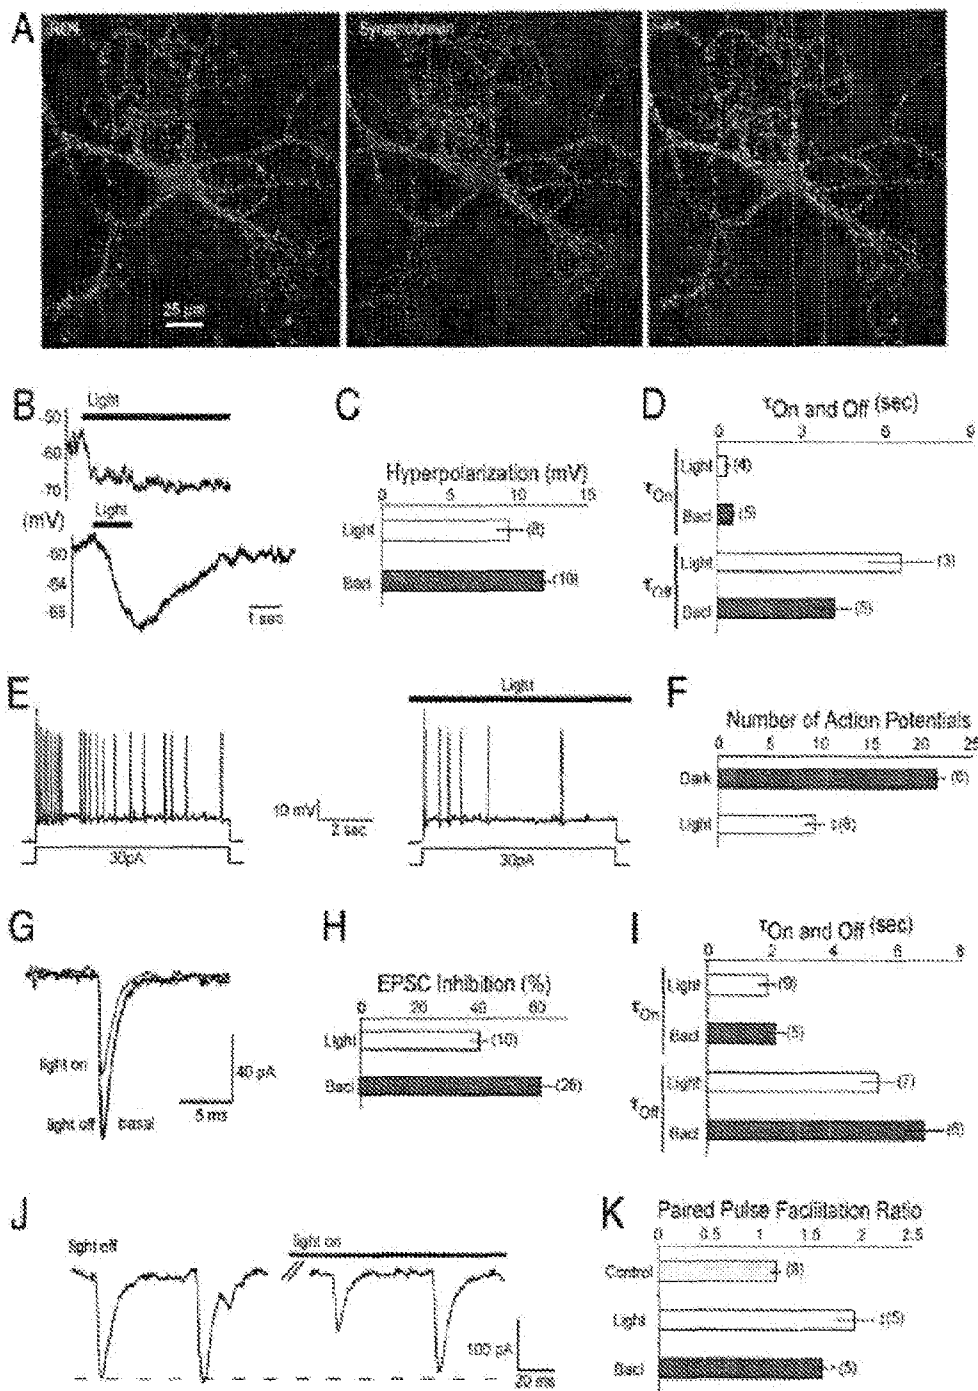 A
Synaptophysin
25 µm
B
Light
-50
-60
-70
(mV)
Light
-60
-64
-68
1 sec
C
Hyperpolarization (mV)
0 5 10 15
Light (8)
Bacl (19)
D
τOn and Off (sec)
0 3 6 9
τOn
Light (4)
Bacl (5)
τOff
Light (3)
Bacl (5)
E
Light
10 mV
2 sec
30pA
30pA
F
Number of Action Potentials
0 5 10 15 20 25
Dark (6)
Light (6)
G
light on
light off basal
40 pA
5 ms
H
EPSC Inhibition (%)
0 20 40 60
Light (10)
Bacl (26)
I
τOn and Off (sec)
0 2 4 6 8
τOn
Light (9)
Bacl (5)
τOff
Light (7)
Bacl (6)
J
light off
light on
100 pA
20 ms
K
Paired Pulse Facilitation Ratio
0 0.5 1 1.5 2 2.5
Control (8)
Light (5)
Bacl (5)